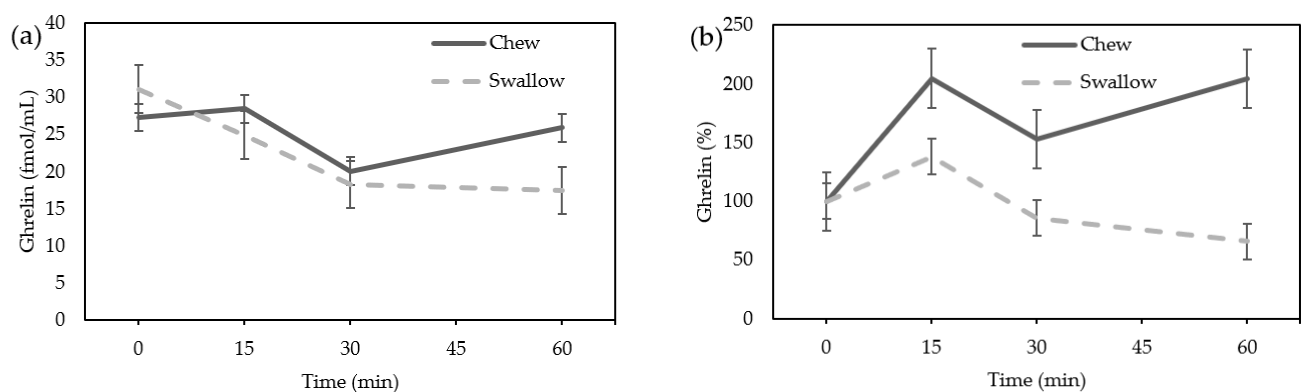 (a)
Ghrelin (fmol/mL)
40
35
30
25
20
15
10
5
0
Chew
Swallow
0 15 30 45 60
Time (min)
(b)
Ghrelin (%)
250
200
150
100
50
0
Chew
Swallow
0 15 30 45 60
Time (min)